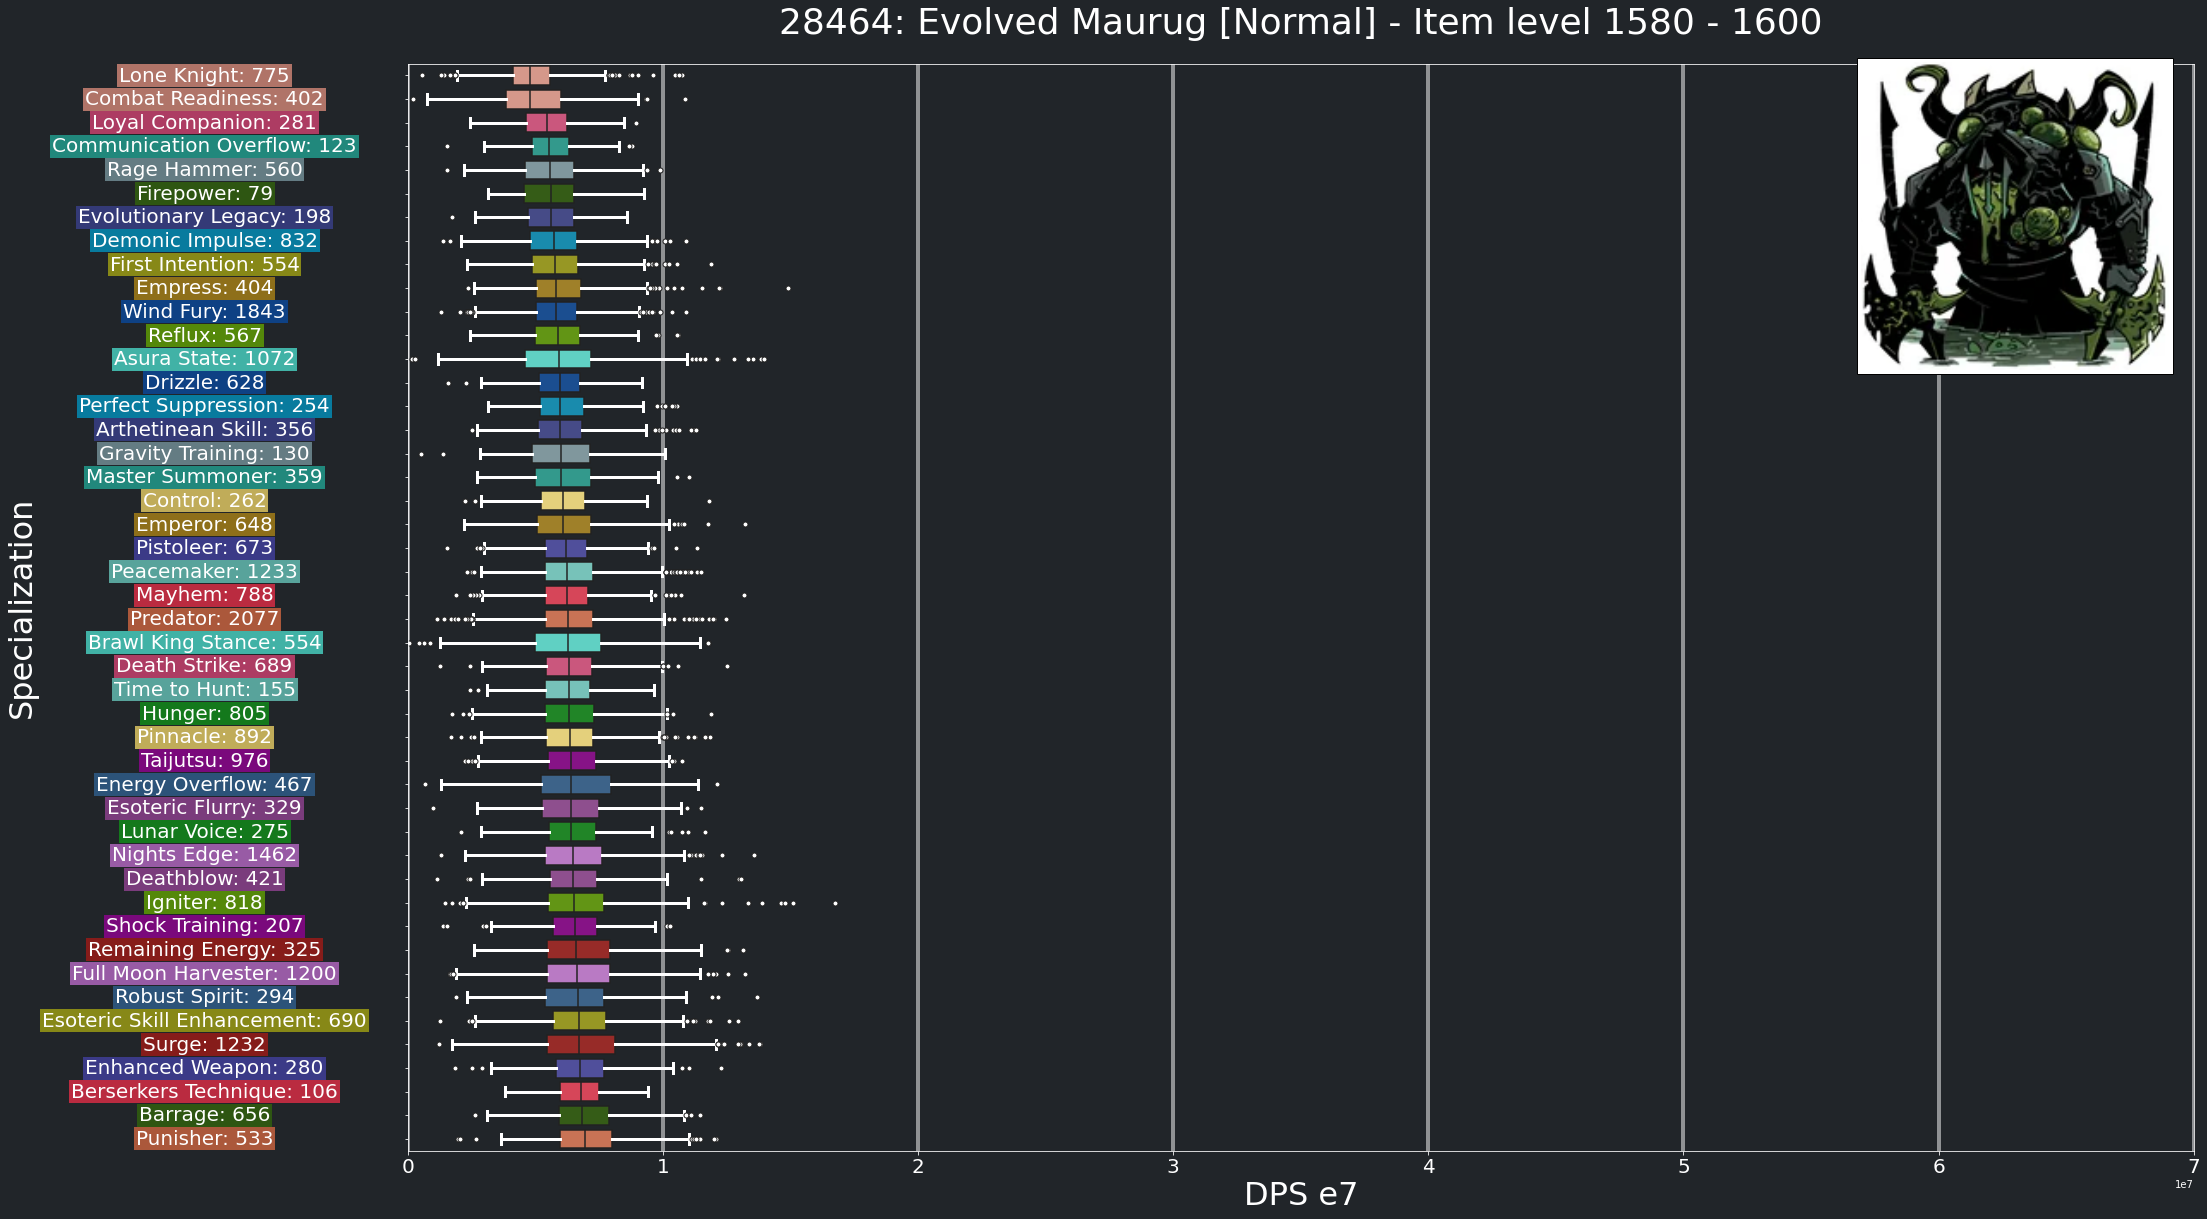 28464: Evolved Maurug [Normal] - Item level 1580 - 1600
Specialization
Lone Knight: 775
Combat Readiness: 402
Loyal Companion: 281
Communication Overflow: 123
Rage Hammer: 560
Firepower: 79
Evolutionary Legacy: 198
Demonic Impulse: 832
First Intention: 554
Empress: 404
Wind Fury: 1843
Reflux: 567
Asura State: 1072
Drizzle: 628
Perfect Suppression: 254
Arthetinean Skill: 356
Gravity Training: 130
Master Summoner: 359
Control: 262
Emperor: 648
Pistoleer: 673
Peacemaker: 1233
Mayhem: 788
Predator: 2077
Brawl King Stance: 554
Death Strike: 689
Time to Hunt: 155
Hunger: 805
Pinnacle: 892
Taijutsu: 976
Energy Overflow: 467
Esoteric Flurry: 329
Lunar Voice: 275
Nights Edge: 1462
Deathblow: 421
Igniter: 818
Shock Training: 207
Remaining Energy: 325
Full Moon Harvester: 1200
Robust Spirit: 294
Esoteric Skill Enhancement: 690
Surge: 1232
Enhanced Weapon: 280
Berserkers Technique: 106
Barrage: 656
Punisher: 533
0 1 2 3 4 5 6 7
1e7
DPS e7